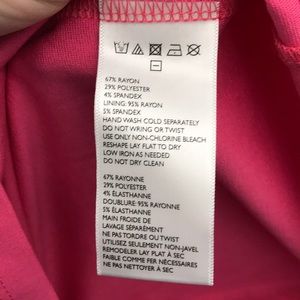 67% RAYON
29% POLYESTER
4% SPANDEX
LINING: 95% RAYON
5% SPANDEX
HAND WASH COLD SEPARATELY
DO NOT WRING OR TWIST
USE ONLY NON-CHLORINE BLEACH
RESHAPE LAY FLAT TO DRY
LOW IRON AS NEEDED
DO NOT DRY CLEAN
67% RAYONNE
29% POLYESTER
4% ÉLASTHANNE
DOUBLURE: 95% RAYONNE
5% ÉLASTHANNE
MAIN FROIDE DE
LAVAGE SÉPARÉMENT
NE PAS TORDRE OU TWIST
UTILISEZ SEULEMENT NON-JAVEL
REMODELER LAY PLAT À SEC
FAIBLE COMME FER NÉCESSAIRES
NE PAS NETTOYER À SEC